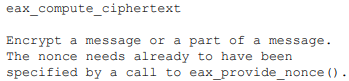 eax_compute_ciphertext
Encrypt a message or a part of a message.
The nonce needs already to have been
specified by a call to eax_provide_nonce().